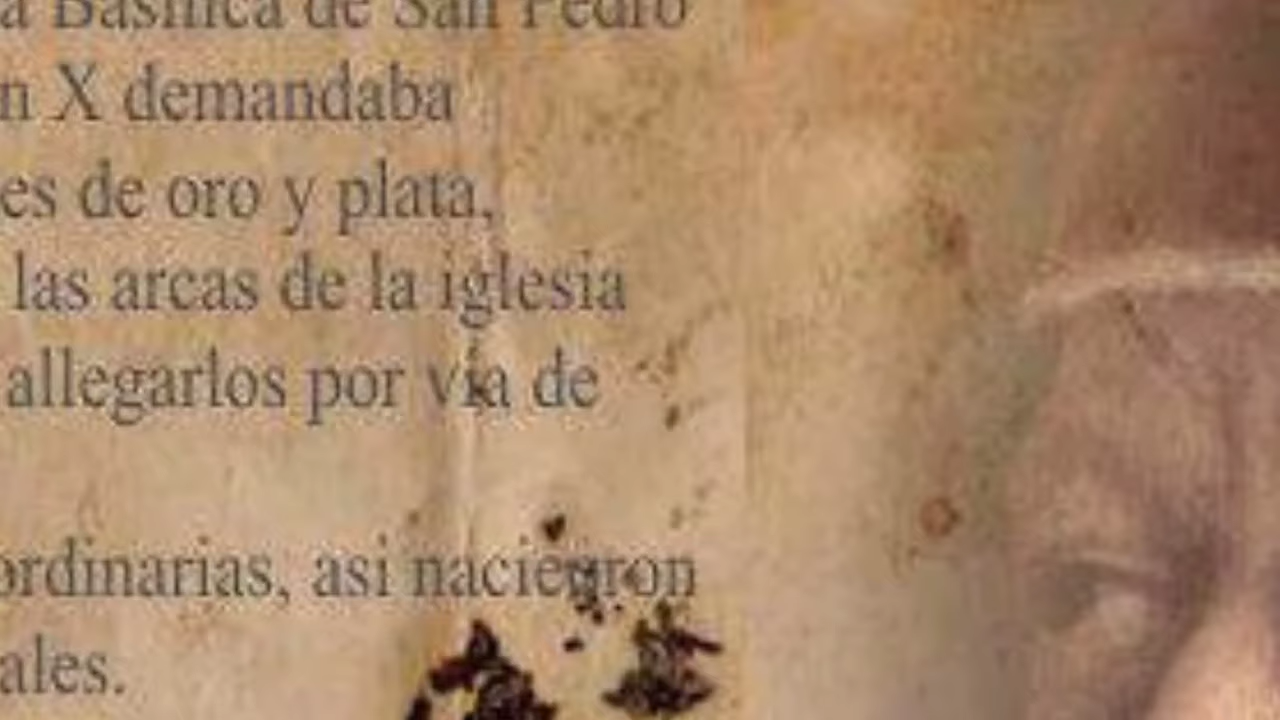 a Basílica de San Pedro
n X demandaba
es de oro y plata,
las arcas de la iglesia
allegarlos por vía de
ordinarias, asi nacierron
ales.